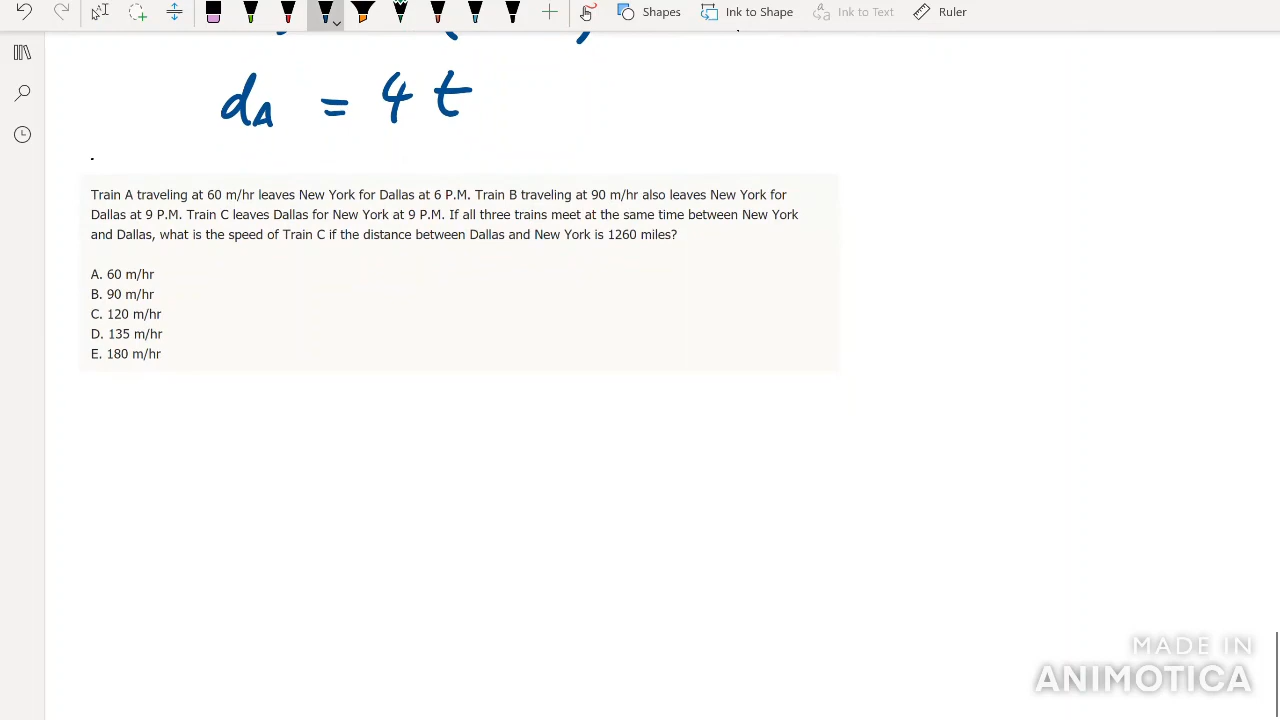 Shapes Ink to Shape Ink to Text Ruler
d_A = 4 t
Train A traveling at 60 m/hr leaves New York for Dallas at 6 P.M. Train B traveling at 90 m/hr also leaves New York for
Dallas at 9 P.M. Train C leaves Dallas for New York at 9 P.M. If all three trains meet at the same time between New York
and Dallas, what is the speed of Train C if the distance between Dallas and New York is 1260 miles?
A. 60 m/hr
B. 90 m/hr
C. 120 m/hr
D. 135 m/hr
E. 180 m/hr
MADE IN
ANIMOTICA